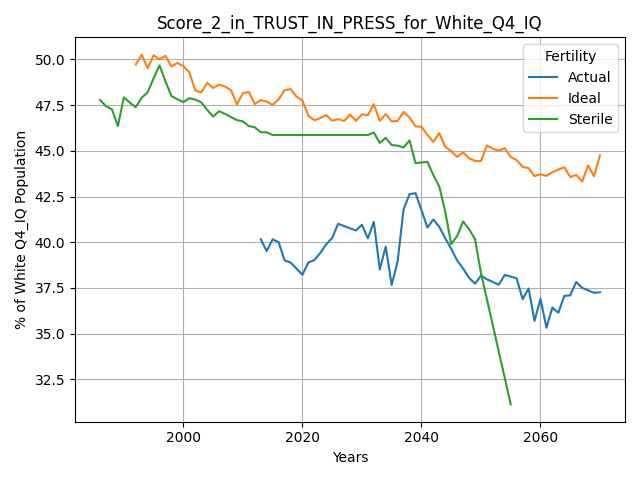 Score_2_in_TRUST_IN_PRESS_for_White_Q4_IQ
Fertility
Actual
Ideal
Sterile
% of White Q4_IQ Population
50.0
47.5
45.0
42.5
40.0
37.5
35.0
32.5
2000
2020
2040
2060
Years